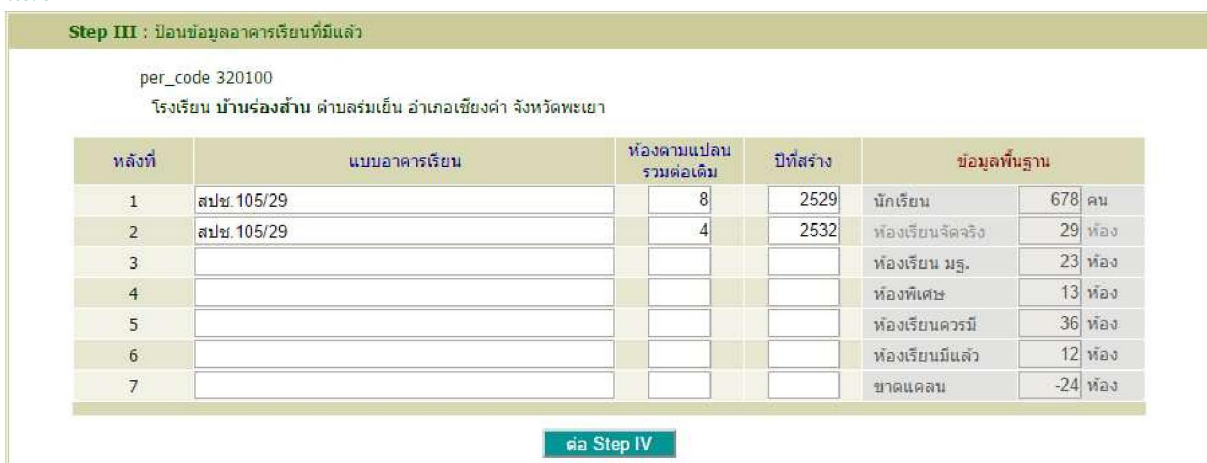 Step III : ป้อนข้อมูลอาคารเรียนที่มีแล้ว
per_code 320100
โรงเรียน บ้านร่องส้าน ตำบลร่มเย็น อำเภอเชียงคำ จังหวัดพะเยา
หลังที่ แบบอาคารเรียน ห้องตามแปลน ปีที่สร้าง ข้อมูลพื้นฐาน
รวมต่อเติม
1 สปช.105/29 8 2529 นักเรียน 678 คน
2 สปช.105/29 4 2532 ห้องเรียนจัดจริง 29 ห้อง
3 ห้องเรียน มฐ. 23 ห้อง
4 ห้องพิเศษ 13 ห้อง
5 ห้องเรียนควรมี 36 ห้อง
6 ห้องเรียนมีแล้ว 12 ห้อง
7 ขาดแคลน -24 ห้อง
ต่อ Step IV